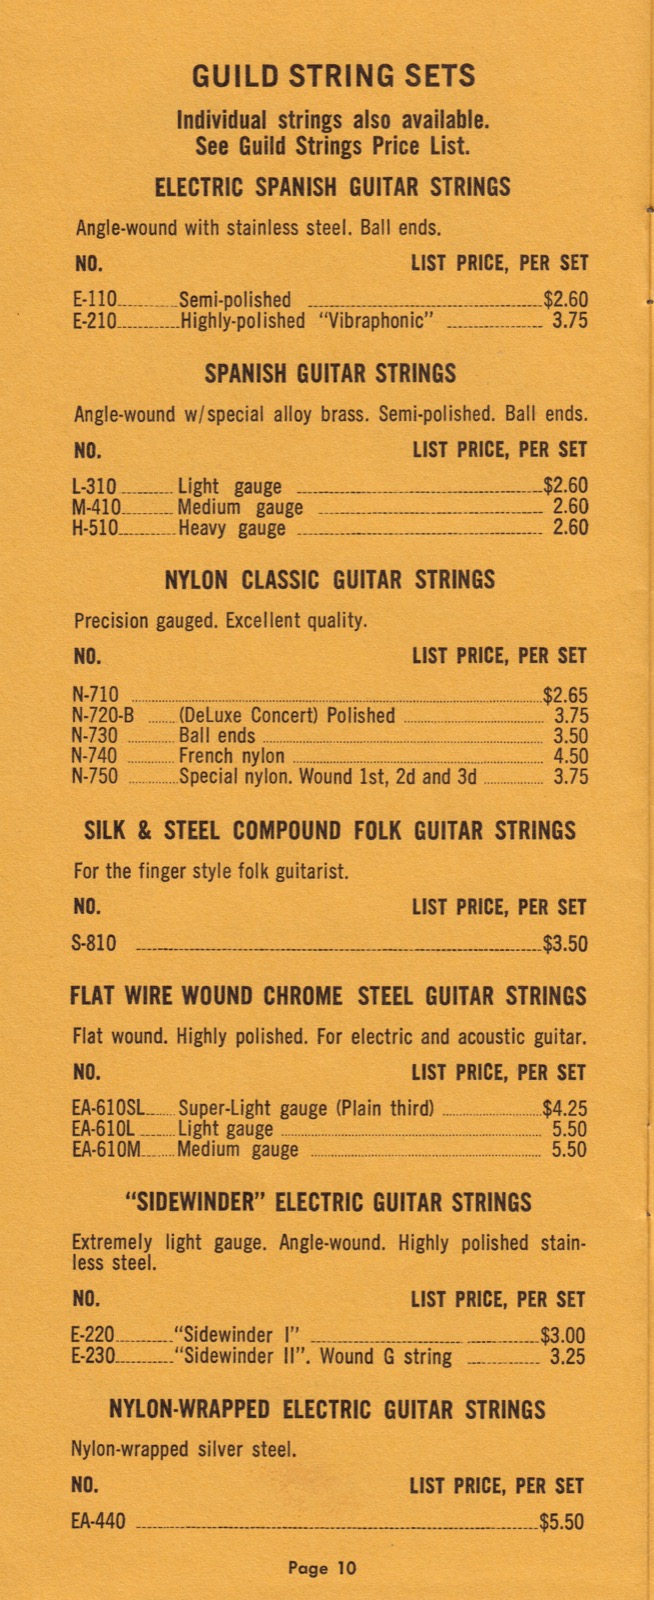 GUILD STRING SETS
Individual strings also available.
See Guild Strings Price List.
ELECTRIC SPANISH GUITAR STRINGS
Angle-wound with stainless steel. Ball ends.
NO. LIST PRICE, PER SET
E-110 Semi-polished $2.60
E-210 Highly-polished “Vibraphonic” 3.75
SPANISH GUITAR STRINGS
Angle-wound w/special alloy brass. Semi-polished. Ball ends.
NO. LIST PRICE, PER SET
L-310 Light gauge $2.60
M-410 Medium gauge 2.60
H-510 Heavy gauge 2.60
NYLON CLASSIC GUITAR STRINGS
Precision gauged. Excellent quality.
NO. LIST PRICE, PER SET
N-710 $2.65
N-720-B (DeLuxe Concert) Polished 3.75
N-730 Ball ends 3.50
N-740 French nylon 4.50
N-750 Special nylon. Wound 1st, 2d and 3d 3.75
SILK & STEEL COMPOUND FOLK GUITAR STRINGS
For the finger style folk guitarist.
NO. LIST PRICE, PER SET
S-810 $3.50
FLAT WIRE WOUND CHROME STEEL GUITAR STRINGS
Flat wound. Highly polished. For electric and acoustic guitar.
NO. LIST PRICE, PER SET
EA-610SL Super-Light gauge (Plain third) $4.25
EA-610L Light gauge 5.50
EA-610M Medium gauge 5.50
“SIDEWINDER” ELECTRIC GUITAR STRINGS
Extremely light gauge. Angle-wound. Highly polished stain-
less steel.
NO. LIST PRICE, PER SET
E-220 “Sidewinder I” $3.00
E-230 “Sidewinder II”. Wound G string 3.25
NYLON-WRAPPED ELECTRIC GUITAR STRINGS
Nylon-wrapped silver steel.
NO. LIST PRICE, PER SET
EA-440 $5.50
Page 10